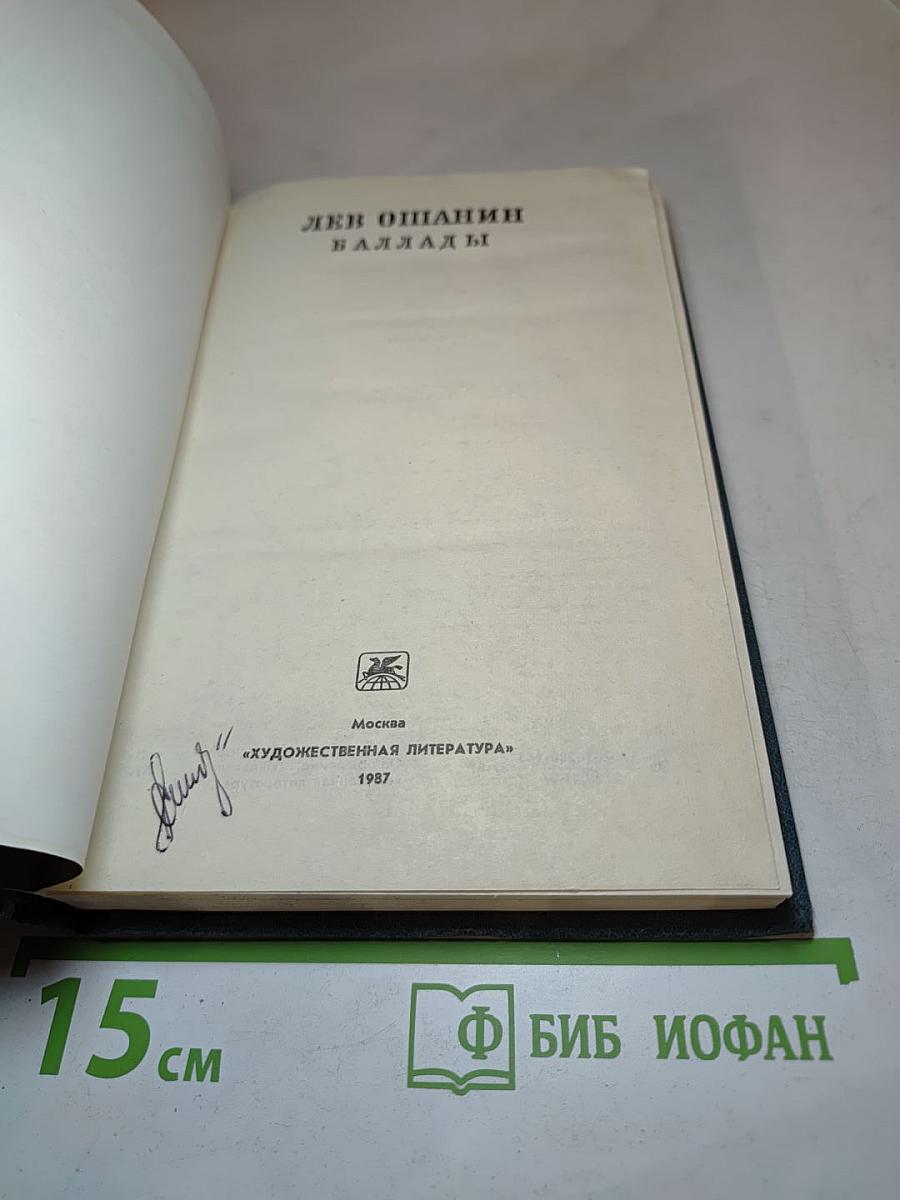 ЛЕВ ОШАНИН
БАЛЛАДЫ
Москва
«ХУДОЖЕСТВЕННАЯ ЛИТЕРАТУРА»
1987
15 см
Ф БИБ ИОФАН